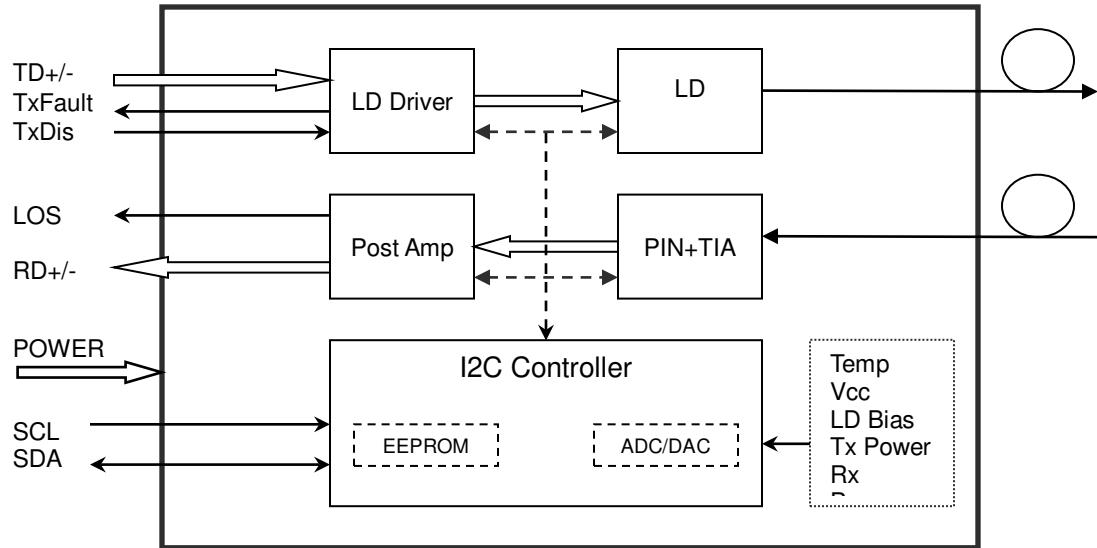 TD+/-
TxFault
TxDis
LD Driver
LD
LOS
RD+/-
Post Amp
PIN+TIA
POWER
SCL
SDA
I2C Controller
EEPROM
ADC/DAC
Temp
Vcc
LD Bias
Tx Power
Rx